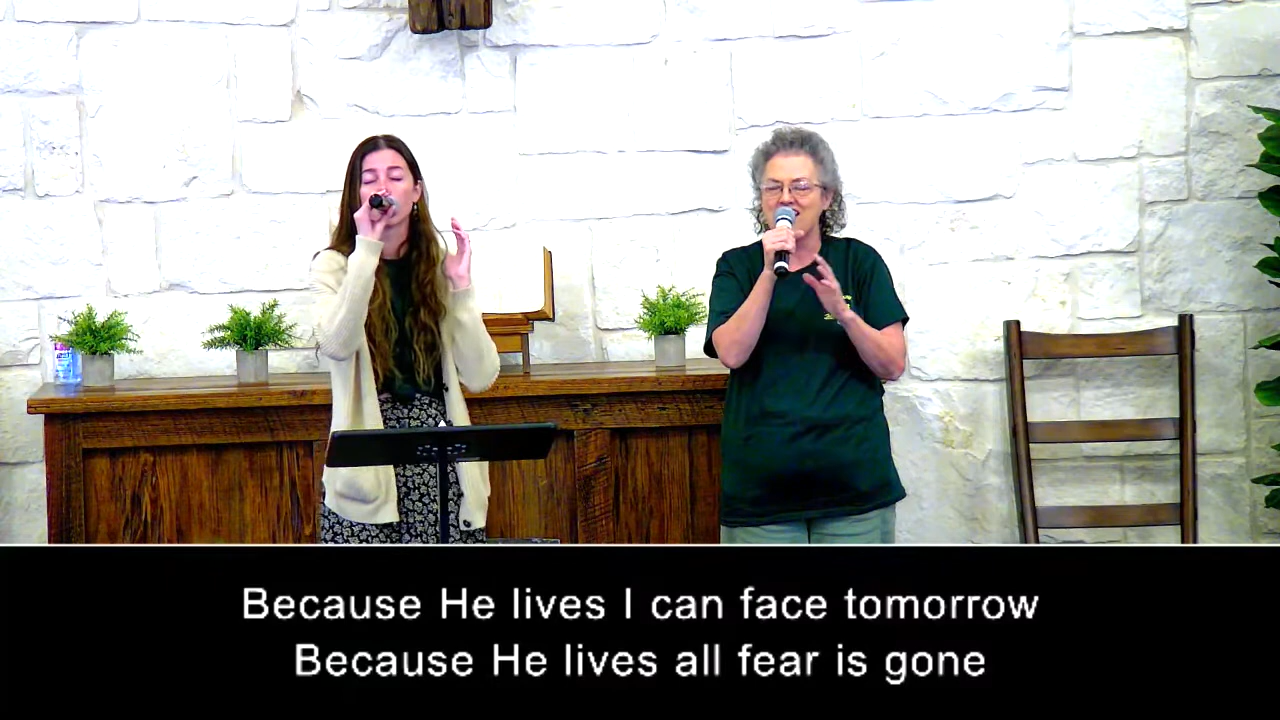 Because He lives I can face tomorrow
Because He lives all fear is gone